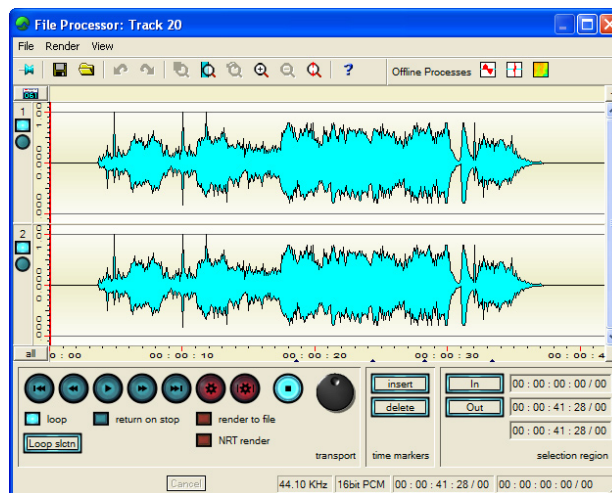 File Processor: Track 20
File Render View
? Offline Processes
1
2
all 0 : 00 00 : 00 : 10 00 : 00 : 20 00 : 00 : 30 00 : 00 : 4
insert In 00 : 00 : 00 : 00 / 00
loop return on stop render to file delete Out 00 : 00 : 41 : 28 / 00
Loop slctn NRT render 00 : 00 : 41 : 28 / 00
transport time markers selection region
Cancel 44.10 KHz 16bit PCM 00 : 00 : 41 : 28 / 00 00 : 00 : 00 : 00 / 00